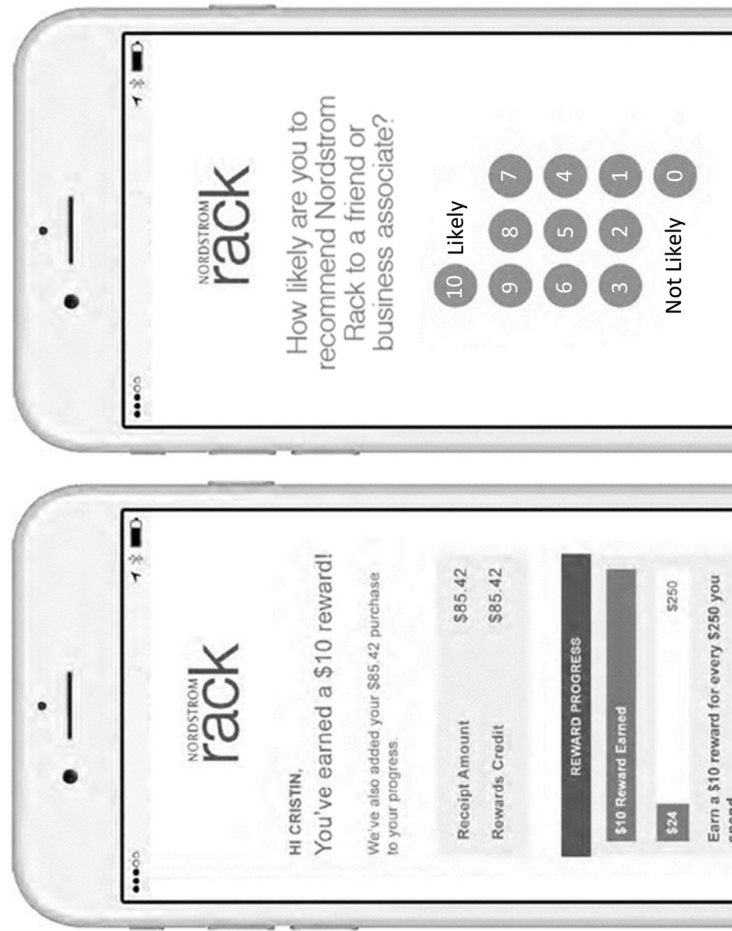 NORDSTROM
rack
HI CRISTIN,
You've earned a $10 reward!
We've also added your $85.42 purchase
to your progress.
Receipt Amount $85.42
Rewards Credit $85.42
REWARD PROGRESS
$10 Reward Earned
$24 $250
Earn a $10 reward for every $250 you
spend
NORDSTROM
rack
How likely are you to
recommend Nordstrom
Rack to a friend or
business associate?
10 Likely
9 8 7
6 5 4
3 2 1
Not Likely 0